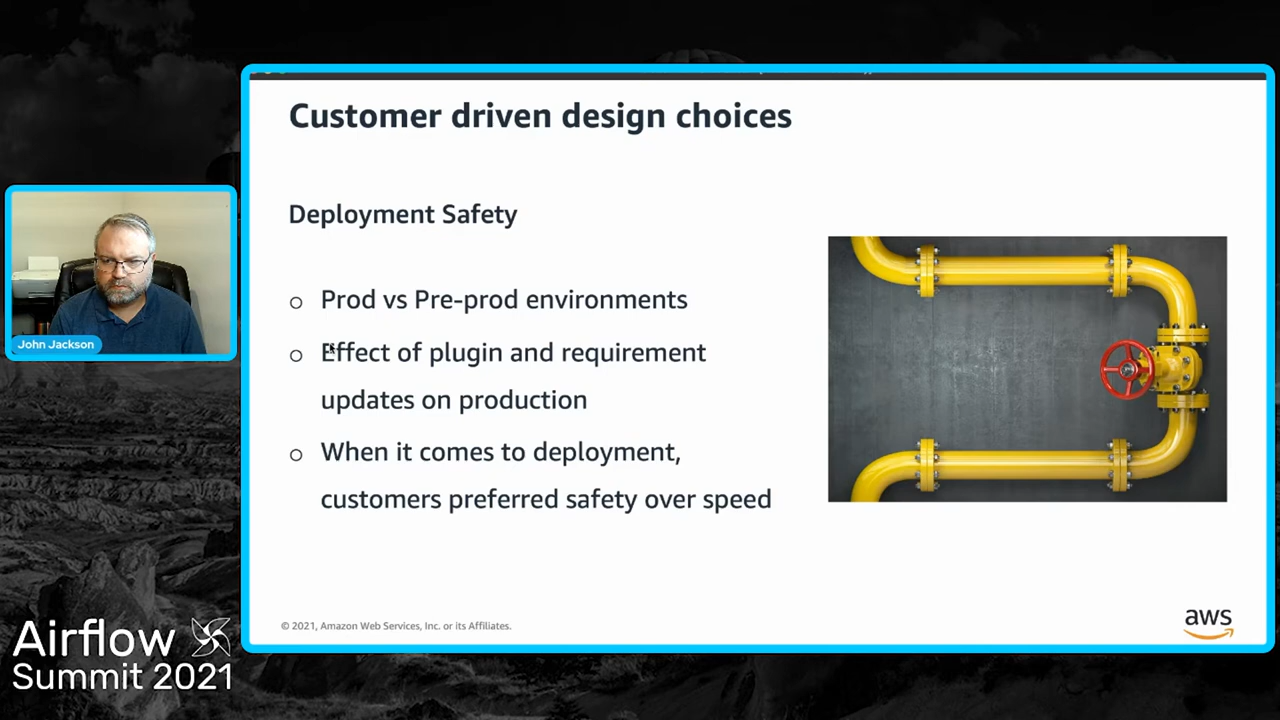 Customer driven design choices
Deployment Safety
○ Prod vs Pre-prod environments
○ Effect of plugin and requirement
updates on production
○ When it comes to deployment,
customers preferred safety over speed
John Jackson
© 2021, Amazon Web Services, Inc. or its Affiliates.
aws
Airflow
Summit 2021